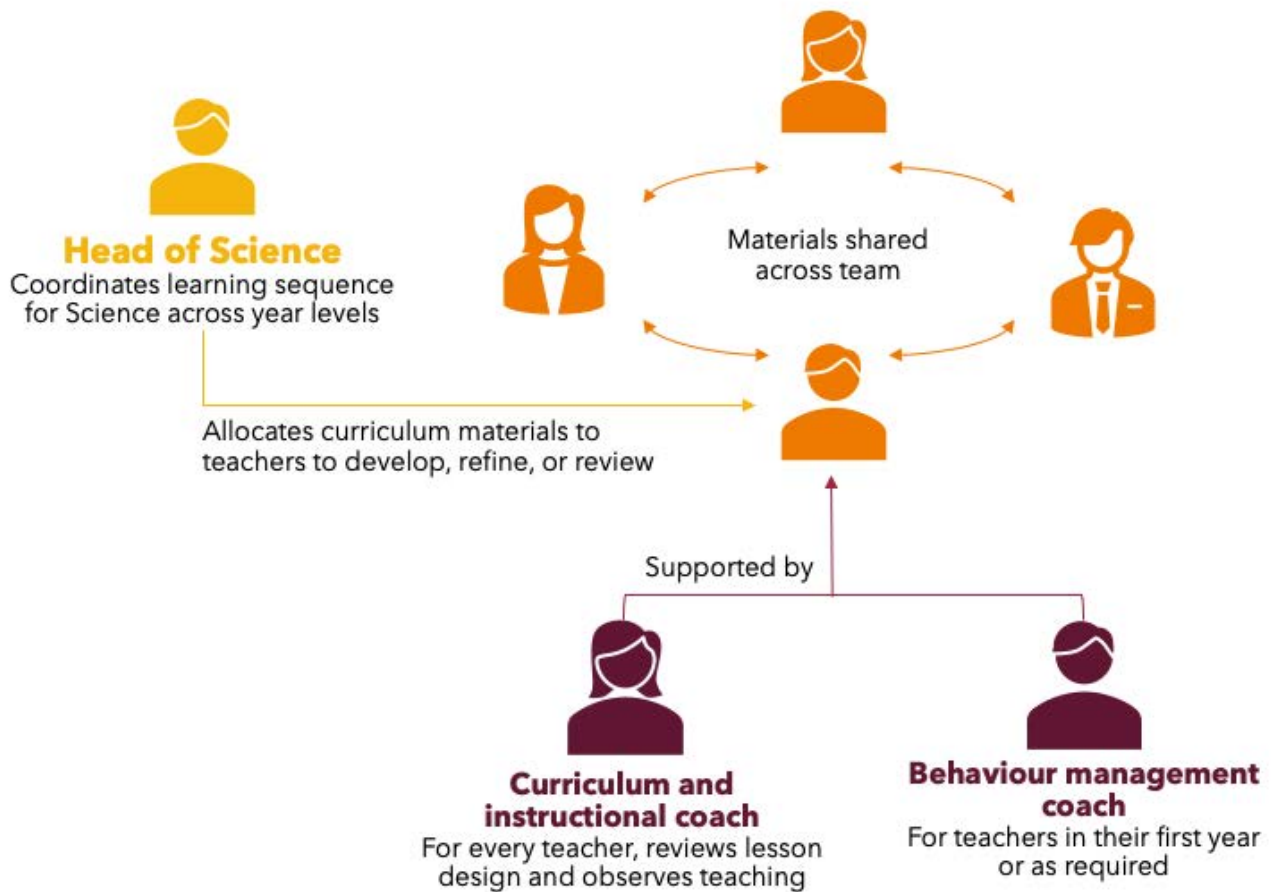 Head of Science
Coordinates learning sequence
for Science across year levels
Materials shared
across team
Allocates curriculum materials to
teachers to develop, refine, or review
Supported by
Curriculum and
instructional coach
For every teacher, reviews lesson
design and observes teaching
Behaviour management
coach
For teachers in their first year
or as required